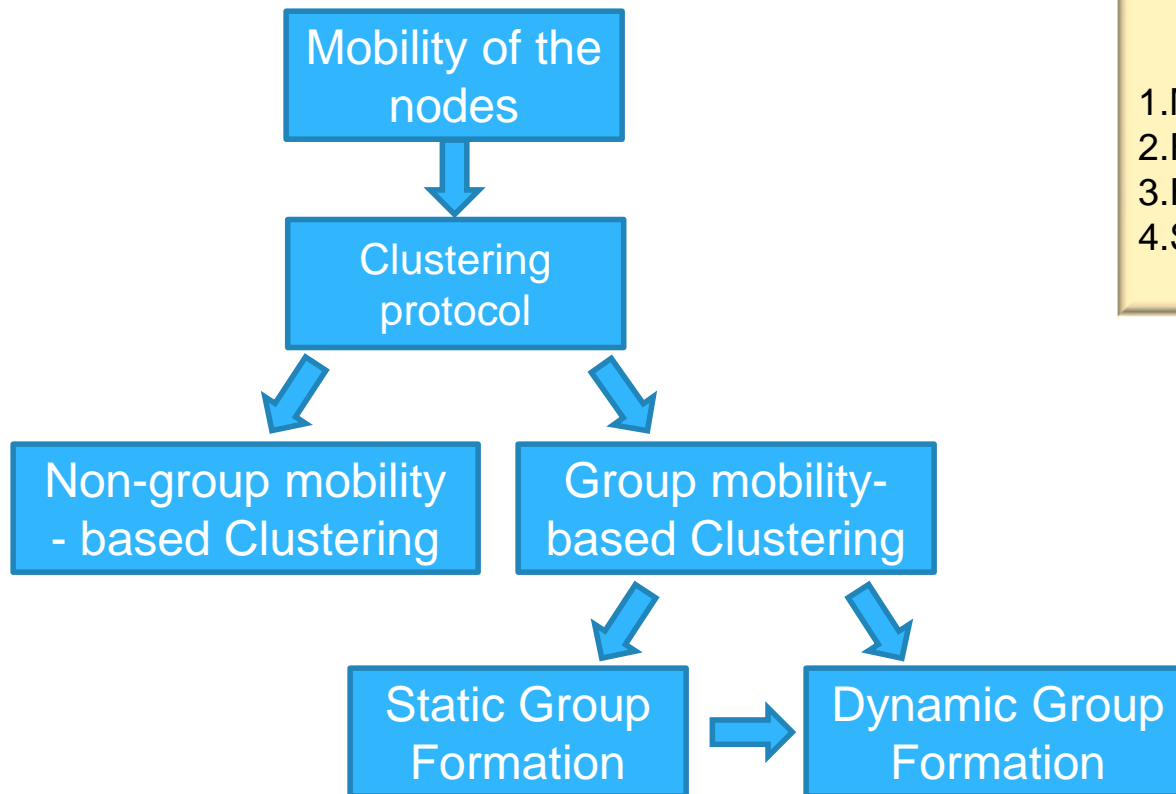 Mobility of the
nodes
1.
2.
3.
4.
Clustering
protocol
Non-group mobility
- based Clustering
Group mobility-
based Clustering
Static Group
Formation
Dynamic Group
Formation